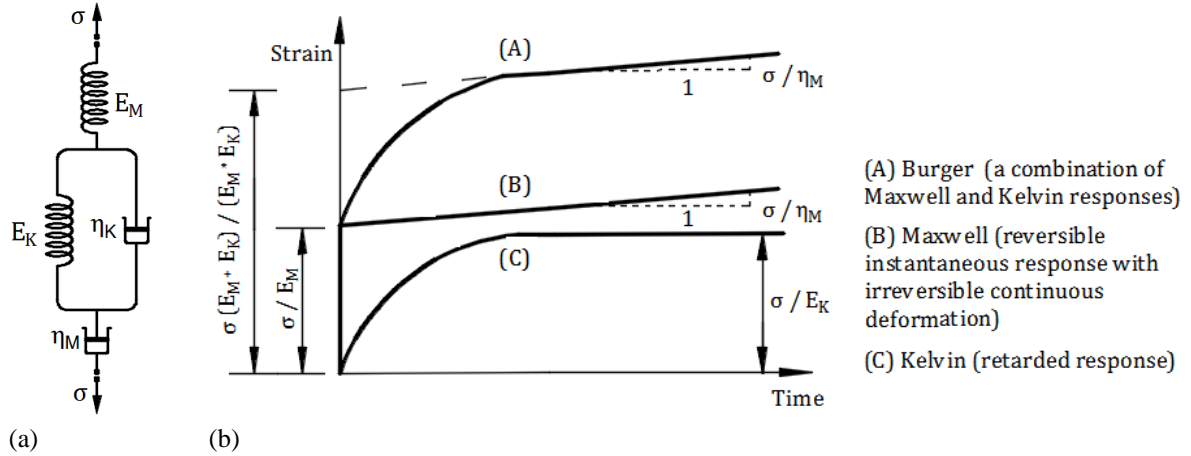 σ
E_M
E_K
η_K
η_M
σ
(a)
Strain
(A)
1
σ / η_M
σ (E_M + E_K) / (E_M * E_K)
(B)
1
σ / η_M
σ / E_M
(C)
σ / E_K
Time
(b)
(A) Burger (a combination of
Maxwell and Kelvin responses)
(B) Maxwell (reversible
instantaneous response with
irreversible continuous
deformation)
(C) Kelvin (retarded response)